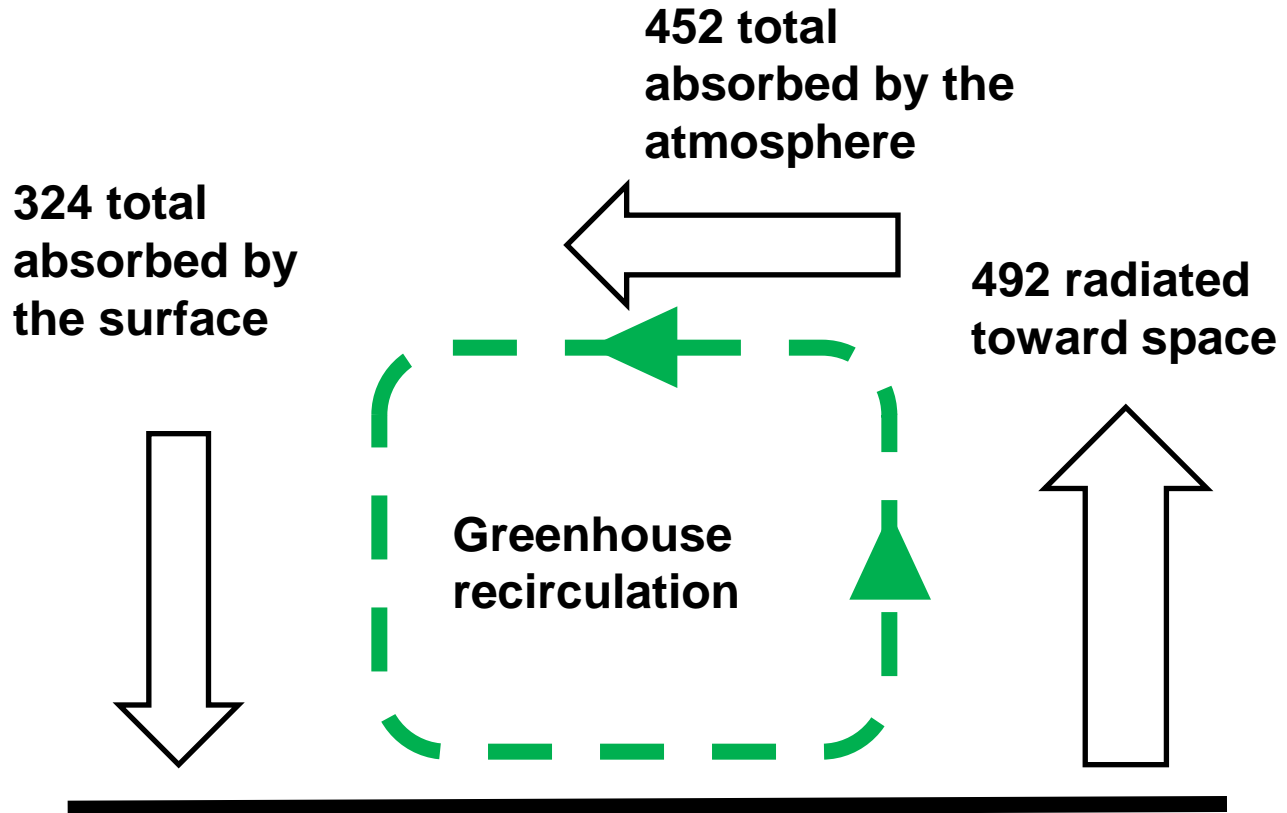 452 total
absorbed by the
atmosphere
324 total
absorbed by
the surface
492 radiated
toward space
Greenhouse
recirculation